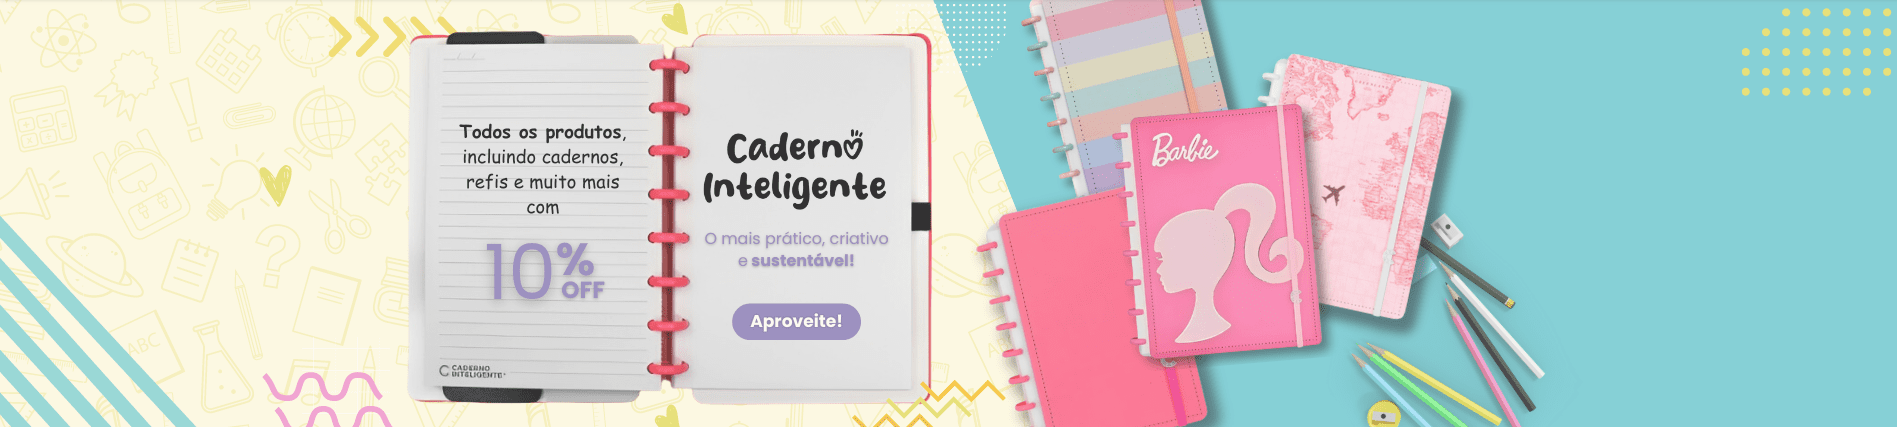 Todos os produtos,
incluindo cadernos,
refis e muito mais
com
10%
OFF
CADERNO
INTELIGENTE
Caderno
Inteligente
O mais prático, criativo
e sustentável!
Aproveite!
Barbie
ABC